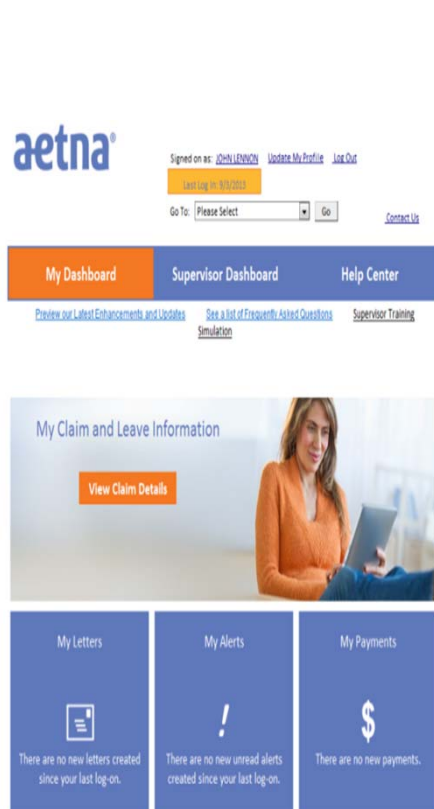 aetna®
Signed on as: JOHN LENNON Update My Profile Log Out
Last Log In: 9/3/2013
Go To: Please Select Go
Contact Us
My Dashboard Supervisor Dashboard Help Center
Preview our Latest Enhancements and Updates See a list of Frequently Asked Questions Supervisor Training
Simulation
My Claim and Leave Information
View Claim Details
My Letters
There are no new letters created
since your last log-on.
My Alerts
!
There are no new unread alerts
created since your last log-on.
My Payments
$
There are no new payments.